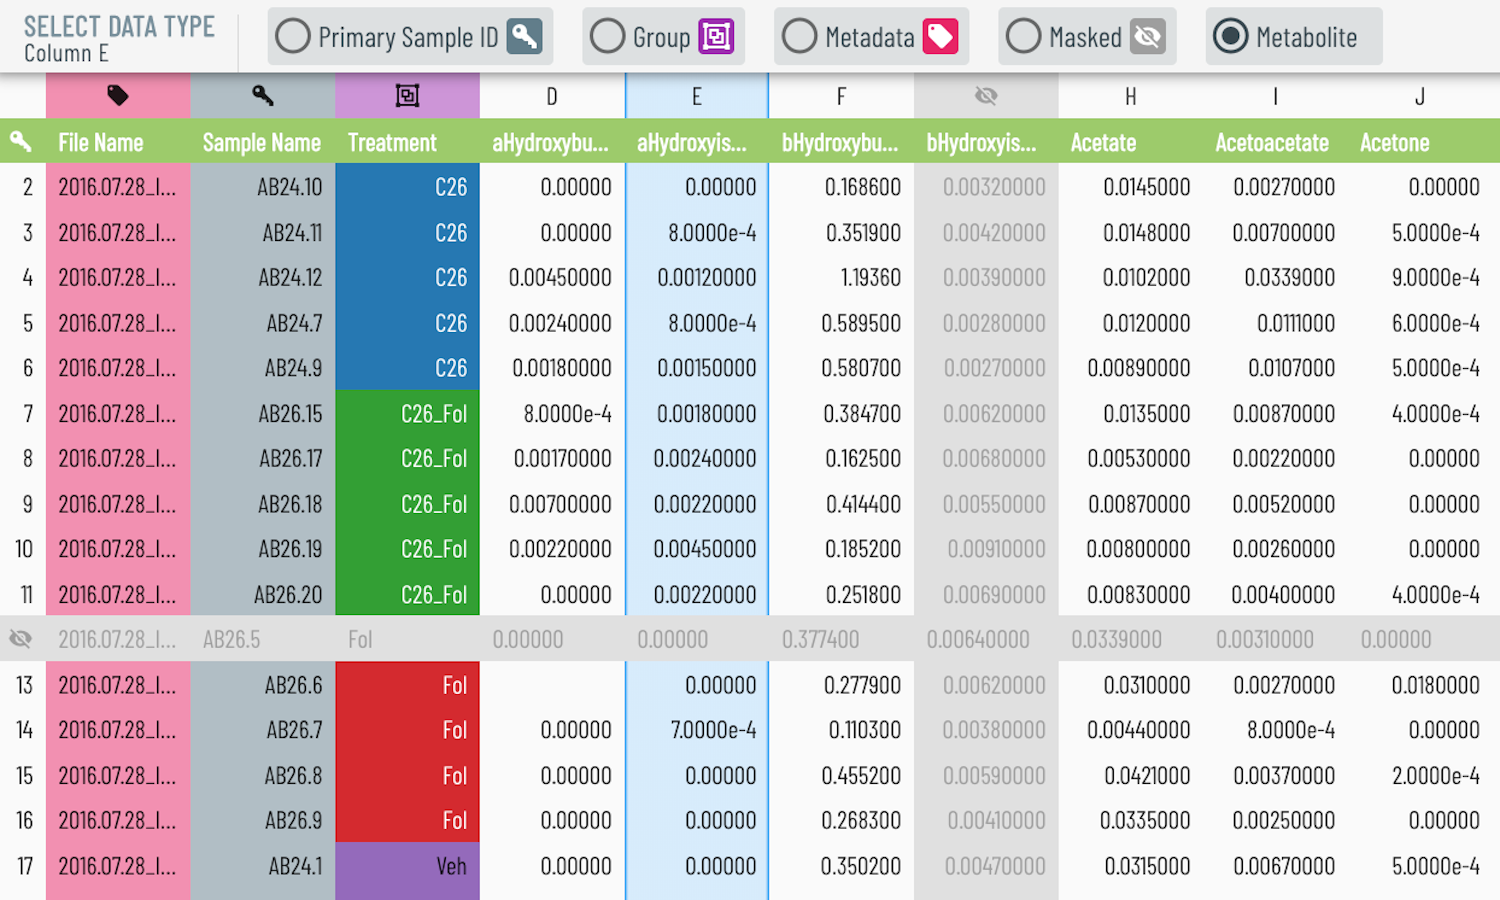 SELECT DATA TYPE
Column E
Primary Sample ID
Group
Metadata
Masked
Metabolite
D E F H I J
File Name Sample Name Treatment aHydroxybu... aHydroxyis... bHydroxybu... bHydroxyis... Acetate Acetoacetate Acetone
2 2016.07.28_I... AB24.10 C26 0.00000 0.00000 0.168600 0.00320000 0.0145000 0.00270000 0.00000
3 2016.07.28_I... AB24.11 C26 0.00000 8.0000e-4 0.351900 0.00420000 0.0148000 0.00700000 5.0000e-4
4 2016.07.28_I... AB24.12 C26 0.00450000 0.00120000 1.19360 0.00390000 0.0102000 0.0339000 9.0000e-4
5 2016.07.28_I... AB24.7 C26 0.00240000 8.0000e-4 0.589500 0.00280000 0.0120000 0.0111000 6.0000e-4
6 2016.07.28_I... AB24.9 C26 0.00180000 0.00150000 0.580700 0.00270000 0.00890000 0.0107000 5.0000e-4
7 2016.07.28_I... AB26.15 C26_Fol 8.0000e-4 0.00180000 0.384700 0.00620000 0.0135000 0.00870000 4.0000e-4
8 2016.07.28_I... AB26.17 C26_Fol 0.00170000 0.00240000 0.162500 0.00680000 0.00530000 0.00220000 0.00000
9 2016.07.28_I... AB26.18 C26_Fol 0.00700000 0.00220000 0.414400 0.00550000 0.00870000 0.00520000 0.00000
10 2016.07.28_I... AB26.19 C26_Fol 0.00220000 0.00450000 0.185200 0.00910000 0.00800000 0.00260000 0.00000
11 2016.07.28_I... AB26.20 C26_Fol 0.00000 0.00220000 0.251800 0.00690000 0.00830000 0.00400000 4.0000e-4
2016.07.28_I... AB26.5 Fol 0.00000 0.00000 0.377400 0.00640000 0.0339000 0.00310000 0.00000
13 2016.07.28_I... AB26.6 Fol 0.00000 0.277900 0.00620000 0.0310000 0.00270000 0.0180000
14 2016.07.28_I... AB26.7 Fol 0.00000 7.0000e-4 0.110300 0.00380000 0.00440000 8.0000e-4 0.00000
15 2016.07.28_I... AB26.8 Fol 0.00000 0.00000 0.455200 0.00590000 0.0421000 0.00370000 2.0000e-4
16 2016.07.28_I... AB26.9 Fol 0.00000 0.00000 0.268300 0.00410000 0.0335000 0.00250000 0.00000
17 2016.07.28_I... AB24.1 Veh 0.00000 0.00000 0.350200 0.00470000 0.0315000 0.00670000 5.0000e-4